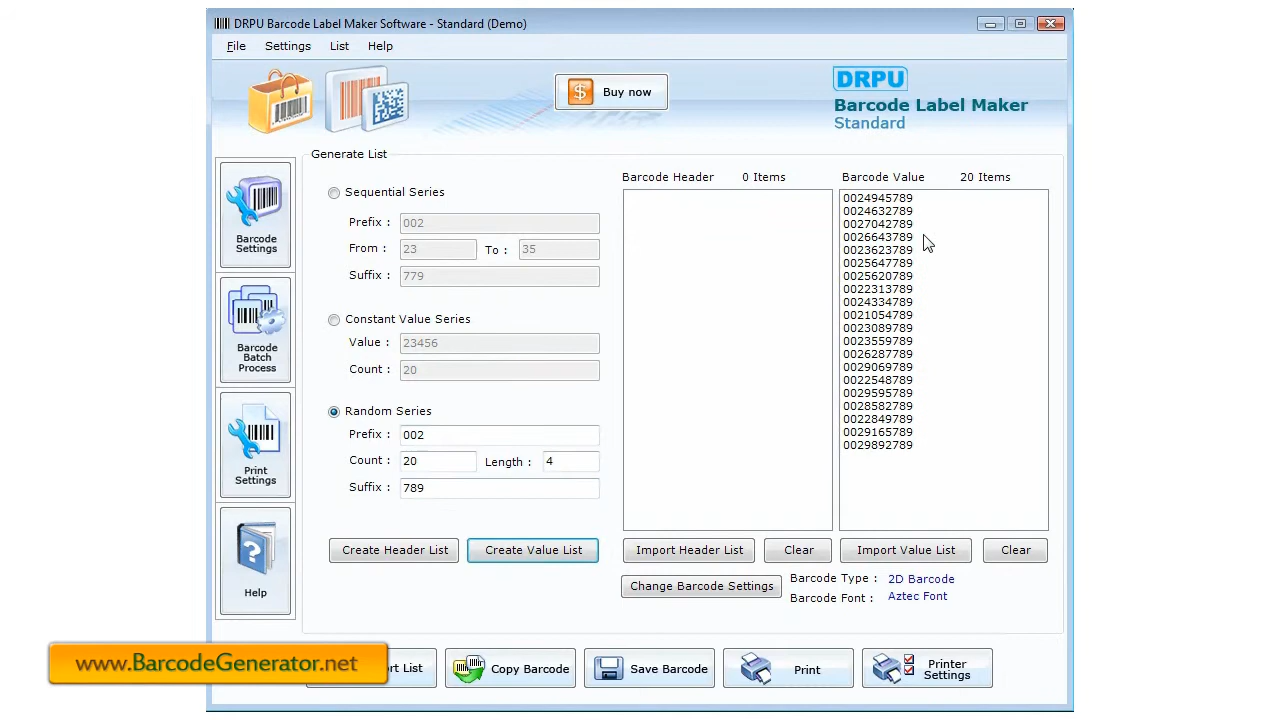 DRPU Barcode Label Maker Software - Standard (Demo)
File Settings List Help
Buy now
DRPU
Barcode Label Maker
Standard
Barcode Settings
Barcode Batch Process
Print Settings
Help
Generate List
Sequential Series
Prefix : 002
From : 23 To : 35
Suffix : 779
Constant Value Series
Value : 23456
Count : 20
Random Series
Prefix : 002
Count : 20 Length : 4
Suffix : 789
Create Header List Create Value List
Barcode Header 0 Items
Barcode Value 20 Items
0024945789
0024632789
0027042789
0026643789
0023623789
0025647789
0025620789
0022313789
0024334789
0021054789
0023089789
0023559789
0026287789
0029069789
0022548789
0029595789
0028582789
0022849789
0029165789
0029892789
Import Header List Clear Import Value List Clear
Change Barcode Settings
Barcode Type : 2D Barcode
Barcode Font : Aztec Font
www.BarcodeGenerator.net
List Copy Barcode Save Barcode Print Printer Settings